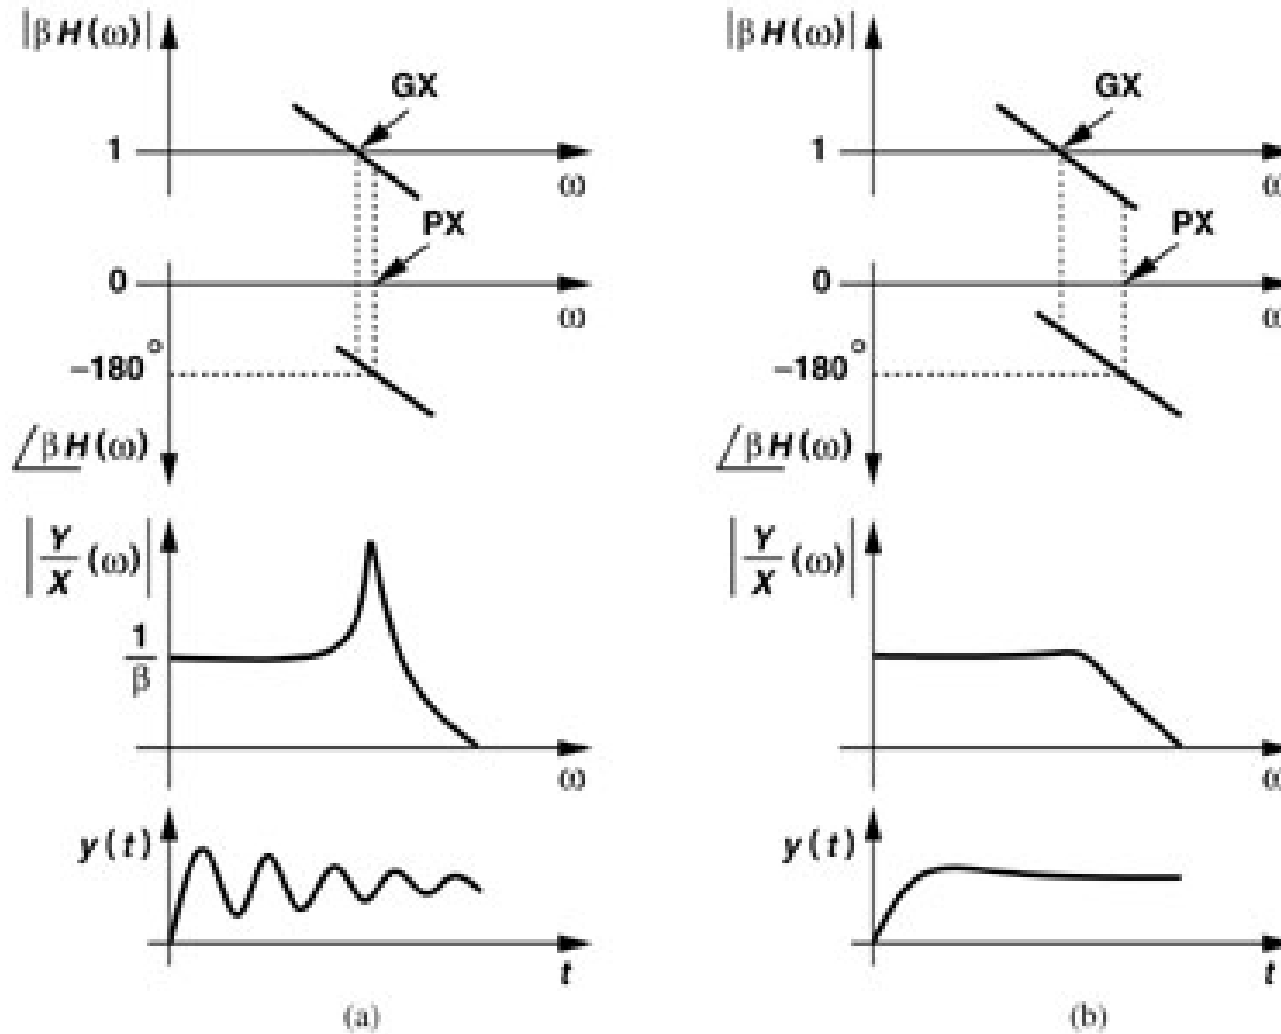 |βH(ω)|
GX
1
ω
PX
0
ω
−180°
∠βH(ω)
|Y/X (ω)|
1/β
ω
y(t)
t
(a)
|βH(ω)|
GX
1
ω
PX
0
ω
−180°
∠βH(ω)
|Y/X (ω)|
ω
y(t)
t
(b)